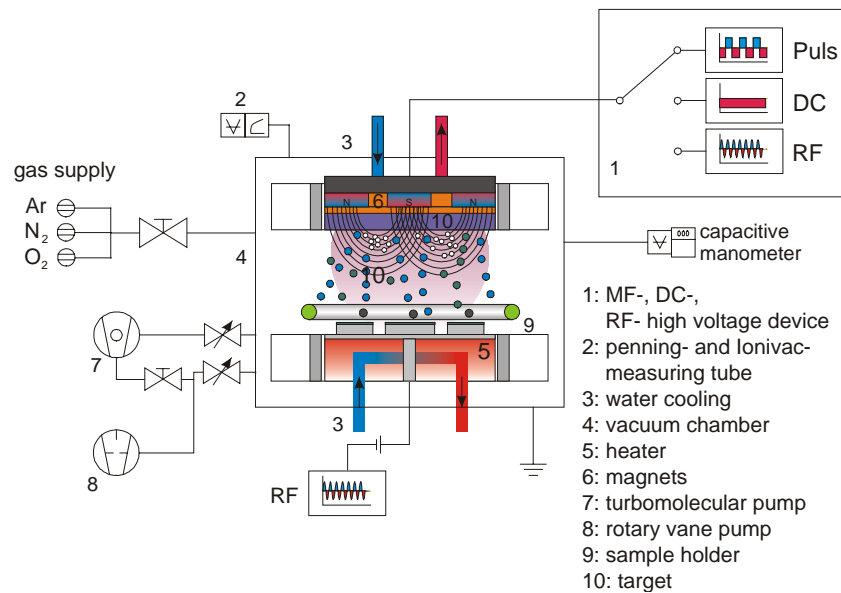 Puls
DC
RF
1
2
3
gas supply
Ar
N₂
O₂
4
N
6
S
N
10
10
capacitive
manometer
9
5
7
3
8
RF
1: MF-, DC-,
RF- high voltage device
2: penning- and Ionivac-
measuring tube
3: water cooling
4: vacuum chamber
5: heater
6: magnets
7: turbomolecular pump
8: rotary vane pump
9: sample holder
10: target